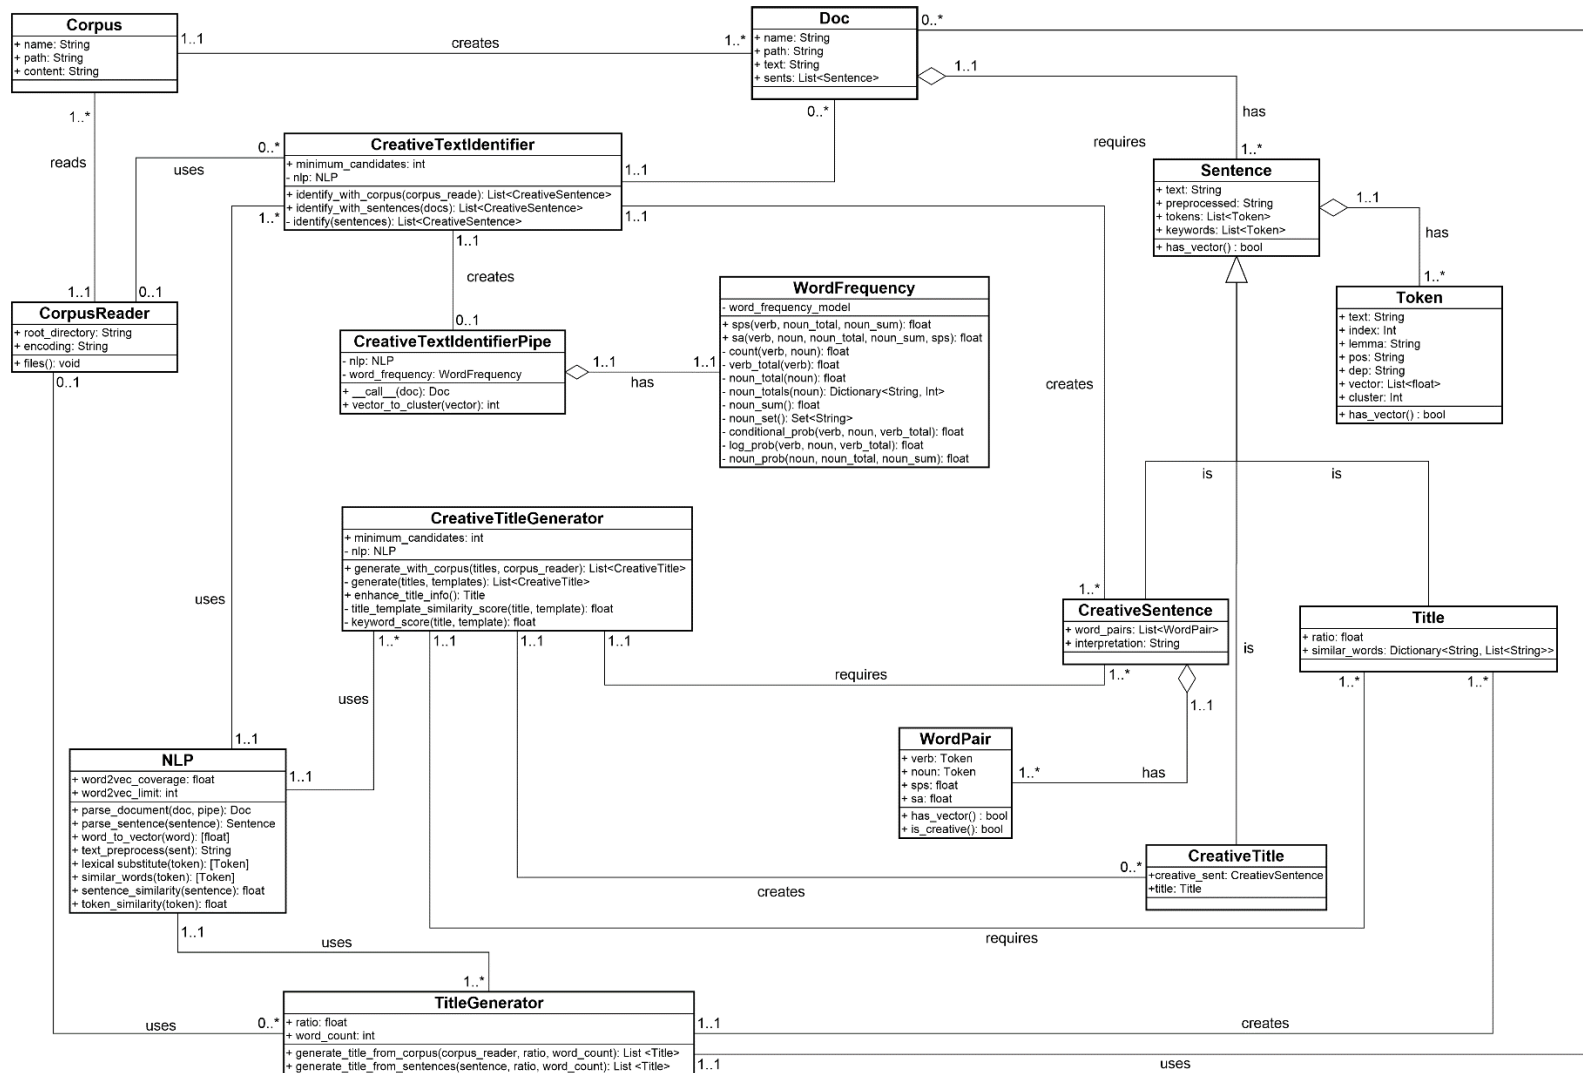 Corpus
+ name: String
+ path: String
+ content: String
1..1
creates
1..*
Doc
+ name: String
+ path: String
+ text: String
+ sents: List<Sentence>
0..*
1..1
has
1..*
0..*
requires
1..*
reads
1..1
0..*
uses
0..1
CreativeTextIdentifier
+ minimum_candidates: int
- nlp: NLP
+ identify_with_corpus(corpus_reade): List<CreativeSentence>
+ identify_with_sentences(docs): List<CreativeSentence>
- identify(sentences): List<CreativeSentence>
1..1
1..1
1..*
1..1
creates
0..1
Sentence
+ text: String
+ preprocessed: String
+ tokens: List<Token>
+ keywords: List<Token>
+ has_vector() : bool
1..1
has
1..*
Token
+ text: String
+ index: Int
+ lemma: String
+ pos: String
+ dep: String
+ vector: List<float>
+ cluster: Int
+ has_vector() : bool
CorpusReader
+ root_directory: String
+ encoding: String
+ files(): void
0..1
CreativeTextIdentifierPipe
- nlp: NLP
- word_frequency: WordFrequency
+ __call__(doc): Doc
+ vector_to_cluster(vector): int
1..1
has
1..1
WordFrequency
- word_frequency_model
+ sps(verb, noun_total, noun_sum): float
+ sa(verb, noun, noun_total, noun_sum, sps): float
- count(verb, noun): float
- verb_total(verb): float
- noun_total(noun): float
- noun_totals(noun): Dictionary<String, Int>
- noun_sum(): float
- noun_set(): Set<String>
- conditional_prob(verb, noun, verb_total): float
- log_prob(verb, noun, verb_total): float
- noun_prob(noun, noun_total, noun_sum): float
creates
is
is
CreativeTitleGenerator
+ minimum_candidates: int
- nlp: NLP
+ generate_with_corpus(titles, corpus_reader): List<CreativeTitle>
- generate(titles, templates): List<CreativeTitle>
+ enhance_title_info(): Title
- title_template_similarity_score(title, template): float
- keyword_score(title, template): float
1..*
1..1
1..1
1..1
uses
1..*
CreativeSentence
+ word_pairs: List<WordPair>
+ interpretation: String
1..*
1..1
requires
is
Title
+ ratio: float
+ similar_words: Dictionary<String, List<String>>
1..*
1..*
uses
1..1
1..1
NLP
+ word2vec_coverage: float
+ word2vec_limit: int
+ parse_document(doc, pipe): Doc
+ parse_sentence(sentence): Sentence
+ word_to_vector(word): [float]
+ text_preprocess(sent): String
+ lexical substitute(token): [Token]
+ similar_words(token): [Token]
+ sentence_similarity(sentence): float
+ token_similarity(token): float
1..1
uses
1..*
WordPair
+ verb: Token
+ noun: Token
+ sps: float
+ sa: float
+ has_vector() : bool
+ is_creative(): bool
1..*
has
CreativeTitle
+creative_sent: CreatievSentence
+title: Title
0..*
creates
requires
TitleGenerator
+ ratio: float
+ word_count: int
+ generate_title_from_corpus(corpus_reader, ratio, word_count): List <Title>
+ generate_title_from_sentences(sentence, ratio, word_count): List <Title>
uses
0..*
1..1
creates
1..1
uses